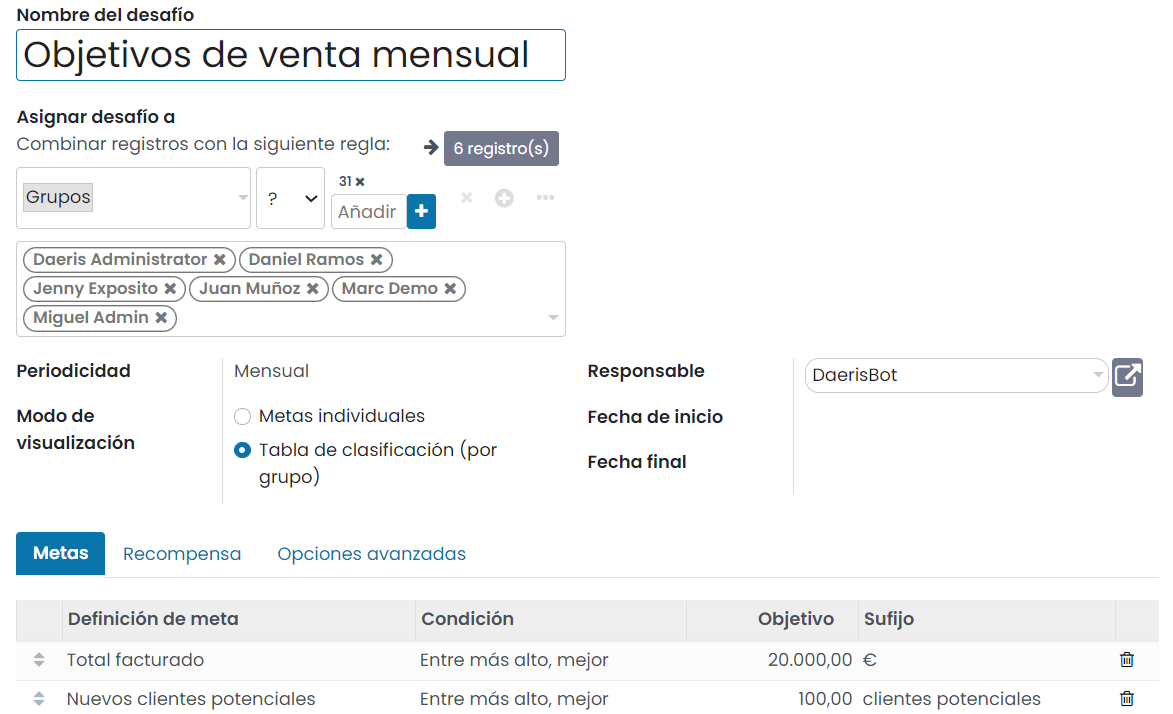 Nombre del desafío
Objetivos de venta mensual
Asignar desafío a
Combinar registros con la siguiente regla:
6 registro(s)
Grupos
?
31
Añadir
Daeris Administrator
Daniel Ramos
Jenny Exposito
Juan Muñoz
Marc Demo
Miguel Admin
Periodicidad
Mensual
Modo de
visualización
Metas individuales
Tabla de clasificación (por
grupo)
Responsable
DaerisBot
Fecha de inicio
Fecha final
Metas Recompensa Opciones avanzadas
Definición de meta Condición Objetivo Sufijo
Total facturado Entre más alto, mejor 20.000,00 €
Nuevos clientes potenciales Entre más alto, mejor 100,00 clientes potenciales